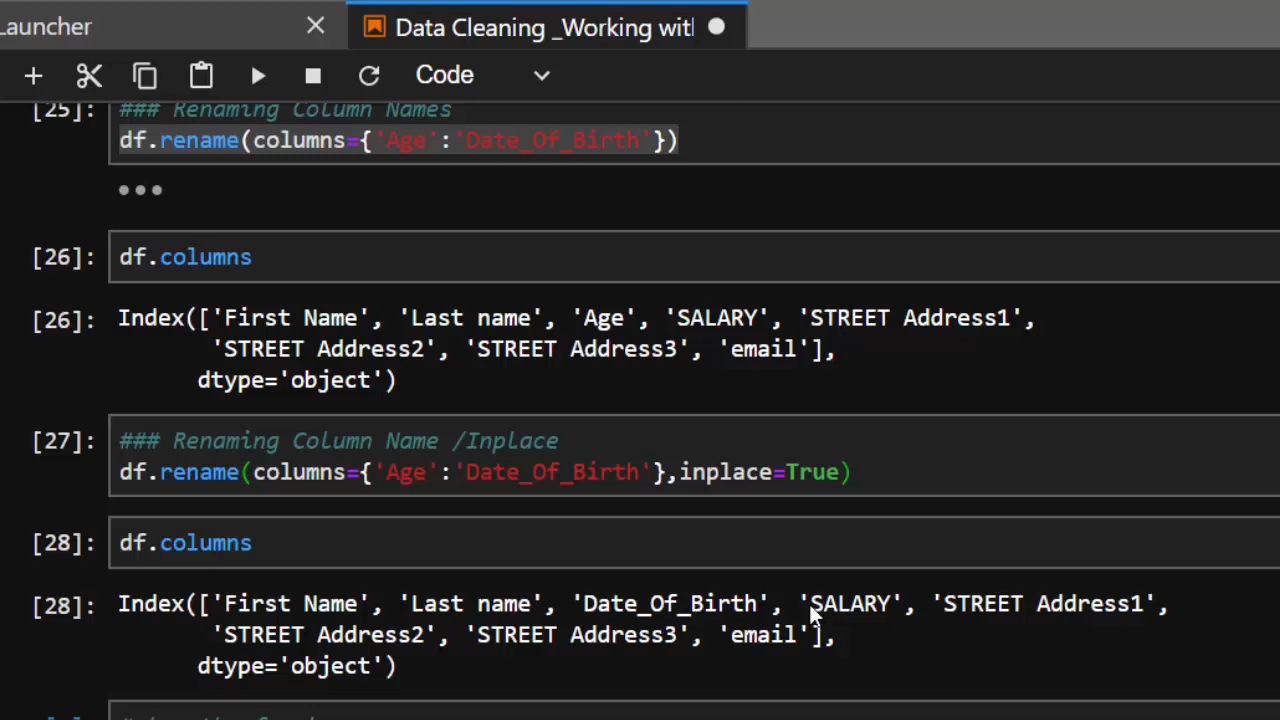 Launcher
Data Cleaning _Working wit
Code
[25]: ### Renaming Column Names
df.rename(columns={'Age':'Date_Of_Birth'})
[26]: df.columns
[26]: Index(['First Name', 'Last name', 'Age', 'SALARY', 'STREET Address1',
'STREET Address2', 'STREET Address3', 'email'],
dtype='object')
[27]: ### Renaming Column Name /Inplace
df.rename(columns={'Age':'Date_Of_Birth'},inplace=True)
[28]: df.columns
[28]: Index(['First Name', 'Last name', 'Date_Of_Birth', 'SALARY', 'STREET Address1',
'STREET Address2', 'STREET Address3', 'email'],
dtype='object')